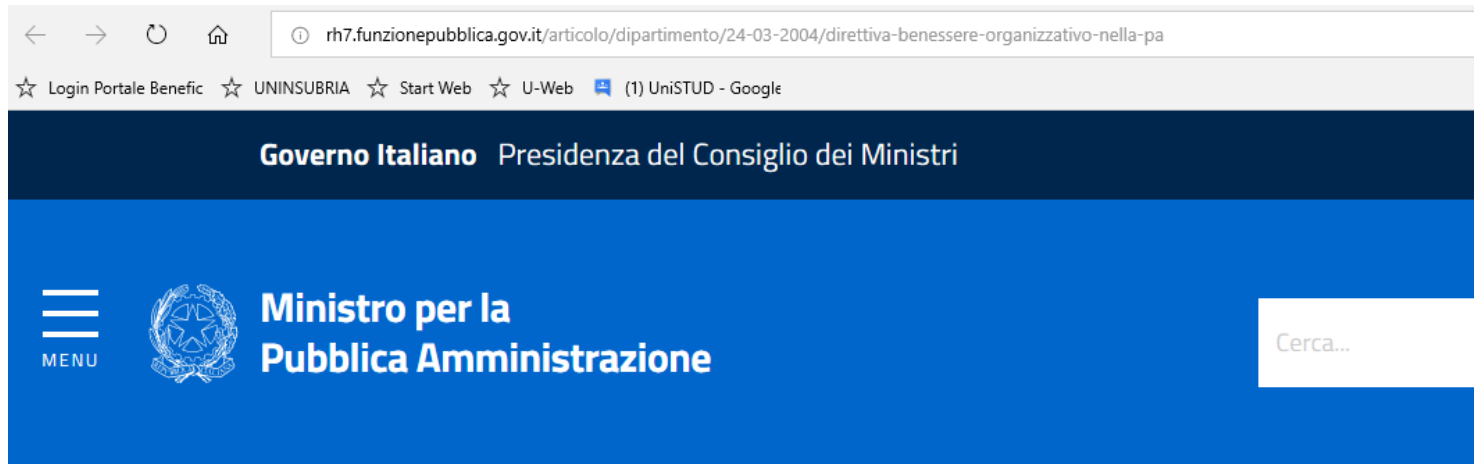 rh7.funzionepubblica.gov.it/articolo/dipartimento/24-03-2004/direttiva-benessere-organizzativo-nella-pa
Login Portale Benefic UNINSUBRIA Start Web U-Web (1) UniSTUD - Google
Governo Italiano Presidenza del Consiglio dei Ministri
Ministro per la
Pubblica Amministrazione
MENU
Cerca...